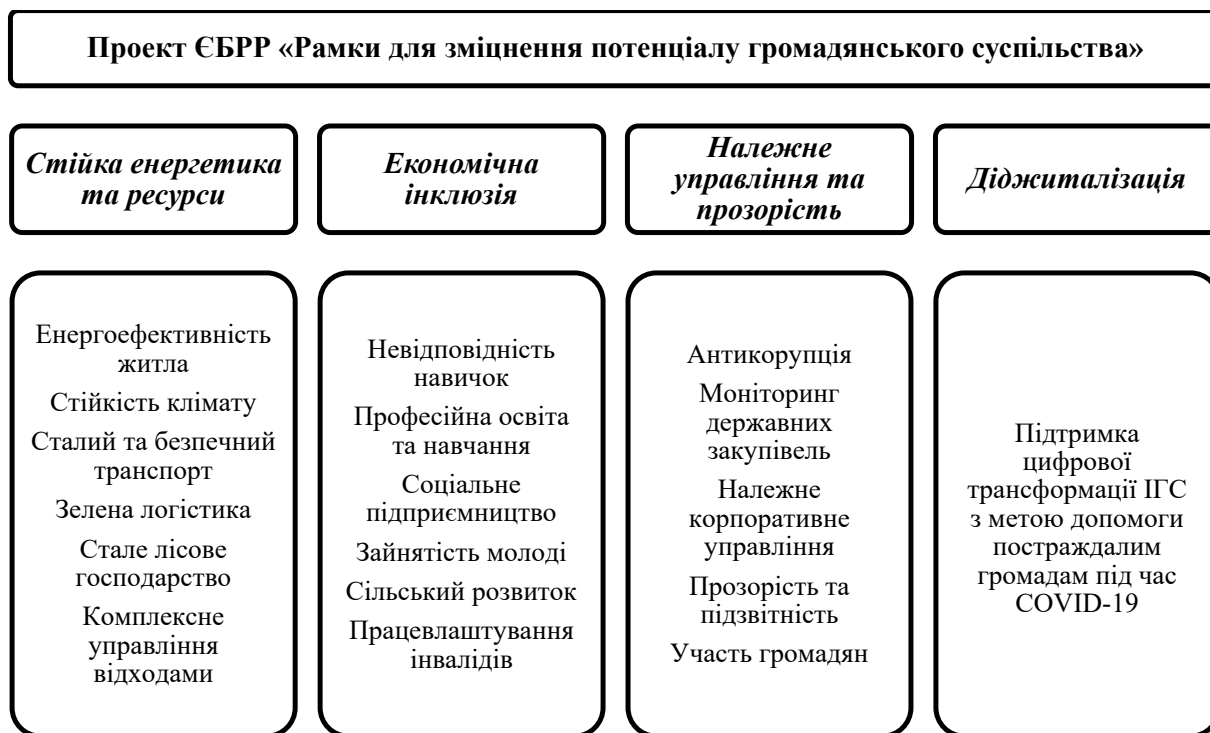 Проект ЄБРР «Рамки для зміцнення потенціалу громадянського суспільства»
Стійка енергетика
та ресурси
Економічна
інклюзія
Належне
управління та
прозорість
Діджиталізація
Енергоефективність
житла
Стійкість клімату
Сталий та безпечний
транспорт
Зелена логістика
Стале лісове
господарство
Комплексне
управління
відходами
Невідповідність
навичок
Професійна освіта
та навчання
Соціальне
підприємництво
Зайнятість молоді
Сільський розвиток
Працевлаштування
інвалідів
Антикорупція
Моніторинг
державних
закупівель
Належне
корпоративне
управління
Прозорість та
підзвітність
Участь громадян
Підтримка
цифрової
трансформації ІГС
з метою допомоги
постраждалим
громадам під час
COVID-19